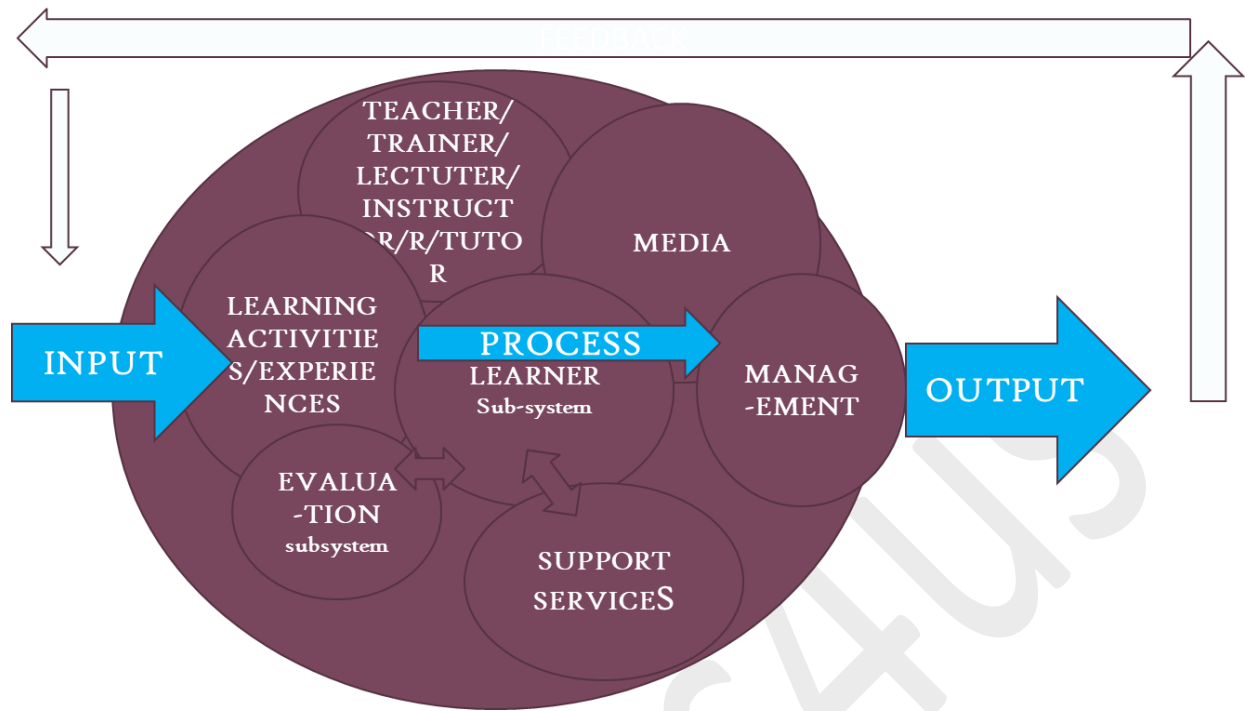 FEEDBACK
TEACHER/
TRAINER/
LECTUTER/
INSTRUCT
OR/R/TUTO
R
MEDIA
LEARNING
ACTIVITIE
S/EXPERIE
NCES
INPUT
PROCESS
LEARNER
Sub-system
MANAG
-EMENT
OUTPUT
EVALUA
-TION
subsystem
SUPPORT
SERVICES